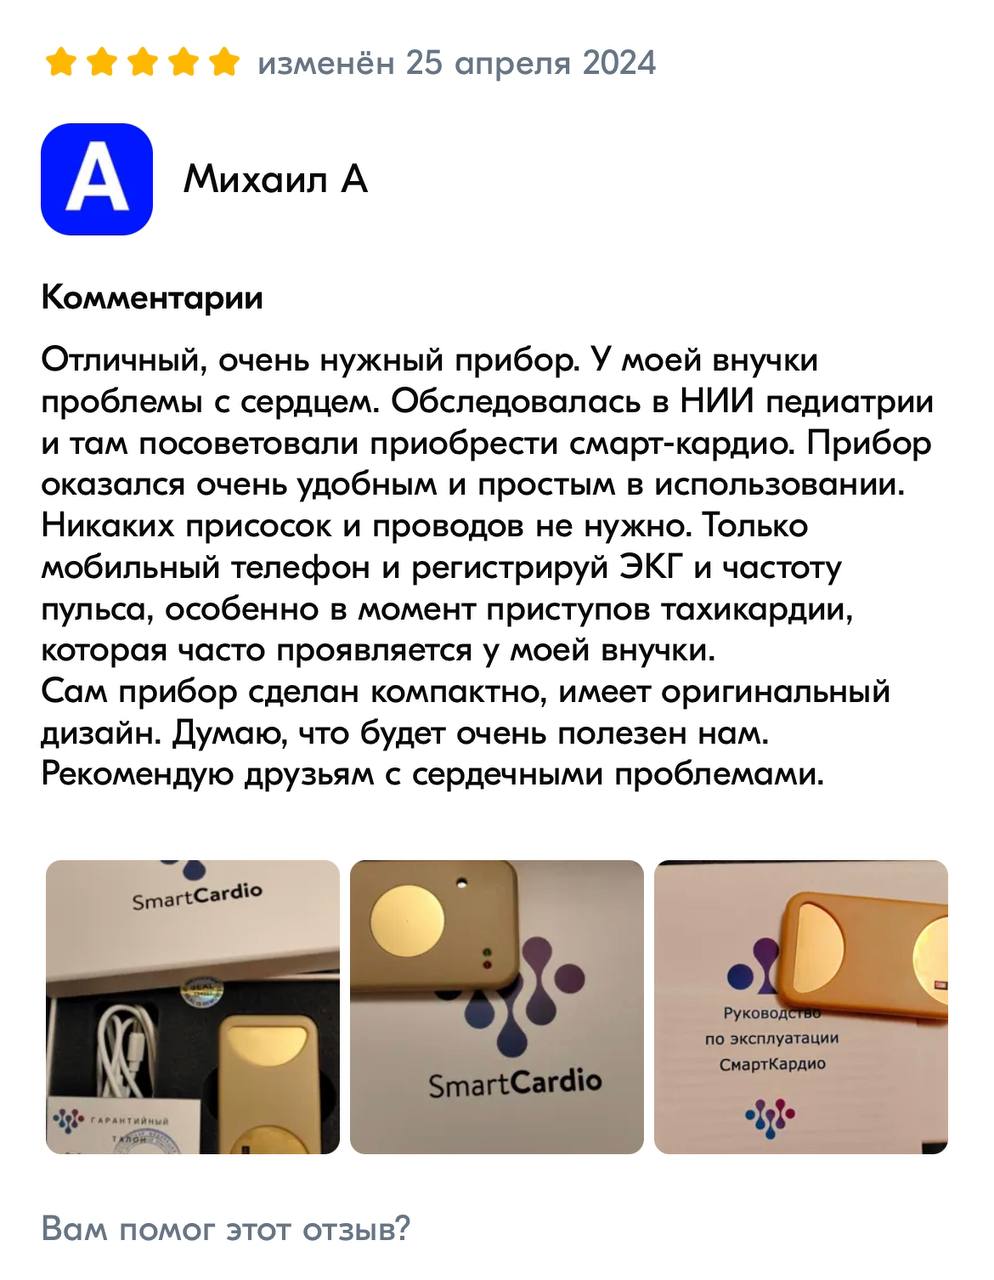 изменён 25 апреля 2024
А
Михаил А
Комментарии
Отличный, очень нужный прибор. У моей внучки
проблемы с сердцем. Обследовалась в НИИ педиатрии
и там посоветовали приобрести смарт-кардио. Прибор
оказался очень удобным и простым в использовании.
Никаких присосок и проводов не нужно. Только
мобильный телефон и регистрируй ЭКГ и частоту
пульса, особенно в момент приступов тахикардии,
которая часто проявляется у моей внучки.
Сам прибор сделан компактно, имеет оригинальный
дизайн. Думаю, что будет очень полезен нам.
Рекомендую друзьям с сердечными проблемами.
SmartCardio
ГАРАНТИЙНЫЙ
ТАЛОН
SmartCardio
Руководство
по эксплуатации
СмартКардио
Вам помог этот отзыв?